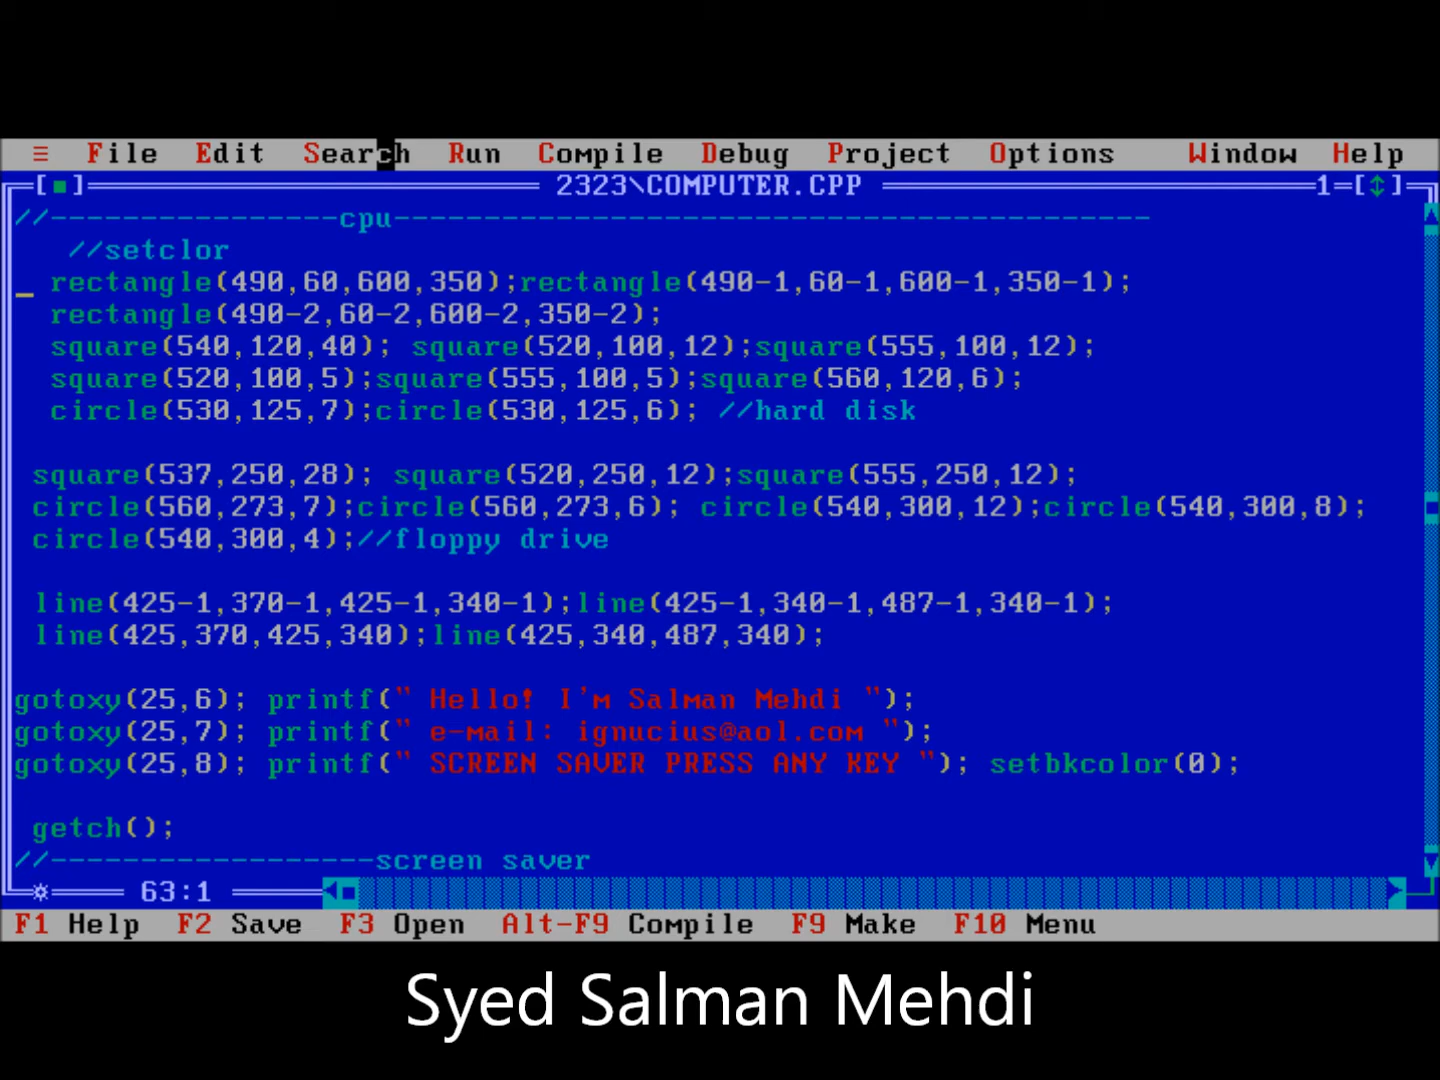 ≡ File Edit Search Run Compile Debug Project Options Window Help
[■] 2323\COMPUTER.CPP 1=[↕]
//----------------cpu------------------------------------------
//setclor
rectangle(490,60,600,350);rectangle(490-1,60-1,600-1,350-1);
rectangle(490-2,60-2,600-2,350-2);
square(540,120,40); square(520,100,12);square(555,100,12);
square(520,100,5);square(555,100,5);square(560,120,6);
circle(530,125,7);circle(530,125,6); //hard disk
square(537,250,28); square(520,250,12);square(555,250,12);
circle(560,273,7);circle(560,273,6); circle(540,300,12);circle(540,300,8);
circle(540,300,4);//floppy drive
line(425-1,370-1,425-1,340-1);line(425-1,340-1,487-1,340-1);
line(425,370,425,340);line(425,340,487,340);
gotoxy(25,6); printf(" Hello! I'm Salman Mehdi ");
gotoxy(25,7); printf(" e-mail: ignucius@aol.com ");
gotoxy(25,8); printf(" SCREEN SAVER PRESS ANY KEY "); setbkcolor(0);
getch();
//------------------screen saver
63:1
F1 Help F2 Save F3 Open Alt-F9 Compile F9 Make F10 Menu
Syed Salman Mehdi